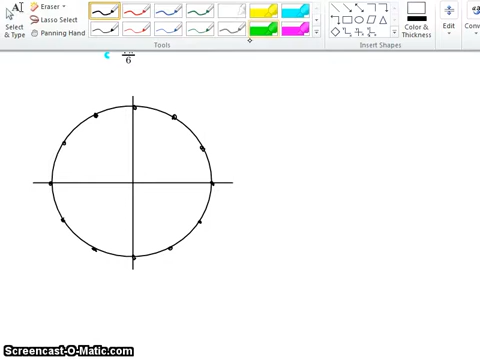 Select & Type
Eraser
Lasso Select
Panning Hand
Tools
Insert Shapes
Color & Thickness
Edit
c
6
Screencast-O-Matic.com